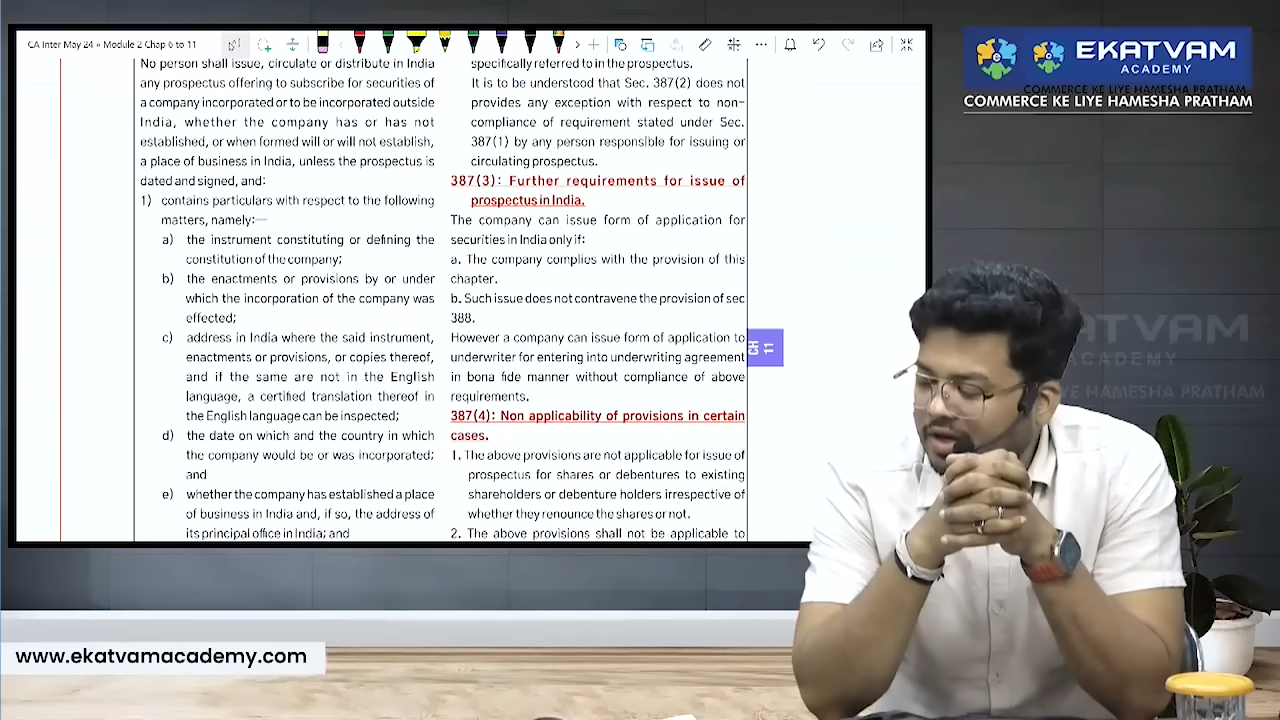 CA Inter May 24 » Module 2 Chap 6 to 11
No person shall issue, circulate or distribute in India
any prospectus offering to subscribe for securities of
a company incorporated or to be incorporated outside
India, whether the company has or has not
established, or when formed will or will not establish,
a place of business in India, unless the prospectus is
dated and signed, and:
1) contains particulars with respect to the following
matters, namely:—
a) the instrument constituting or defining the
constitution of the company;
b) the enactments or provisions by or under
which the incorporation of the company was
effected;
c) address in India where the said instrument,
enactments or provisions, or copies thereof,
and if the same are not in the English
language, a certified translation thereof in
the English language can be inspected;
d) the date on which and the country in which
the company would be or was incorporated;
and
e) whether the company has established a place
of business in India and, if so, the address of
its principal office in India; and
specifically referred to in the prospectus.
It is to be understood that Sec. 387(2) does not
provides any exception with respect to non-
compliance of requirement stated under Sec.
387(1) by any person responsible for issuing or
circulating prospectus.
387(3): Further requirements for issue of
prospectus in India.
The company can issue form of application for
securities in India only if:
a. The company complies with the provision of this
chapter.
b. Such issue does not contravene the provision of sec
388.
However a company can issue form of application to
underwriter for entering into underwriting agreement
in bona fide manner without compliance of above
requirements.
387(4): Non applicability of provisions in certain
cases.
1. The above provisions are not applicable for issue of
prospectus for shares or debentures to existing
shareholders or debenture holders irrespective of
whether they renounce the shares or not.
2. The above provisions shall not be applicable to
CH
11
EKATVAM
ACADEMY
COMMERCE KE LIYE HAMESHA PRATHAM
COMMERCE KE LIYE HAMESHA PRATHAM
ATVAM
ACADEMY
YE HAMESHA PRATHAM
www.ekatvamacademy.com